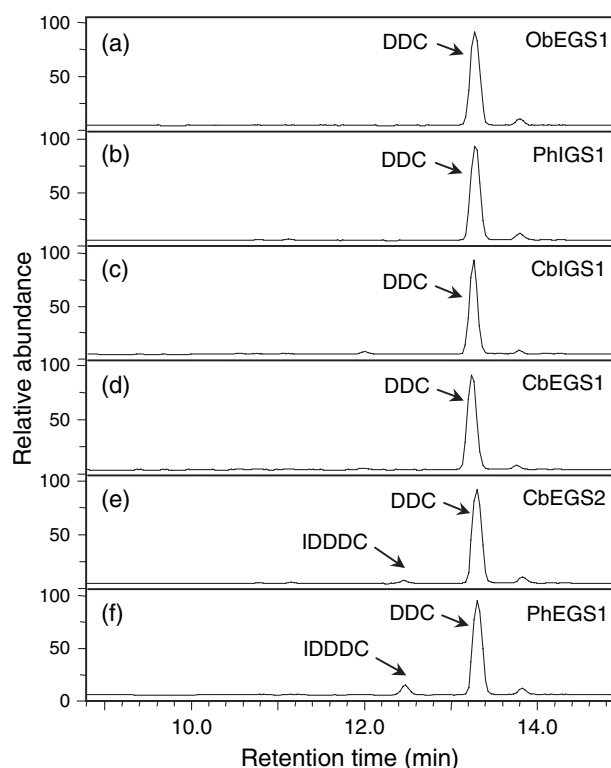 100
(a)
DDC
ObEGS1
50
100
(b)
DDC
PhIGS1
50
100
(c)
DDC
CbIGS1
50
100
(d)
DDC
CbEGS1
50
100
(e)
DDC
CbEGS2
50
IDDDC
100
(f)
DDC
PhEGS1
50
IDDDC
0
Relative abundance
10.0 12.0 14.0
Retention time (min)